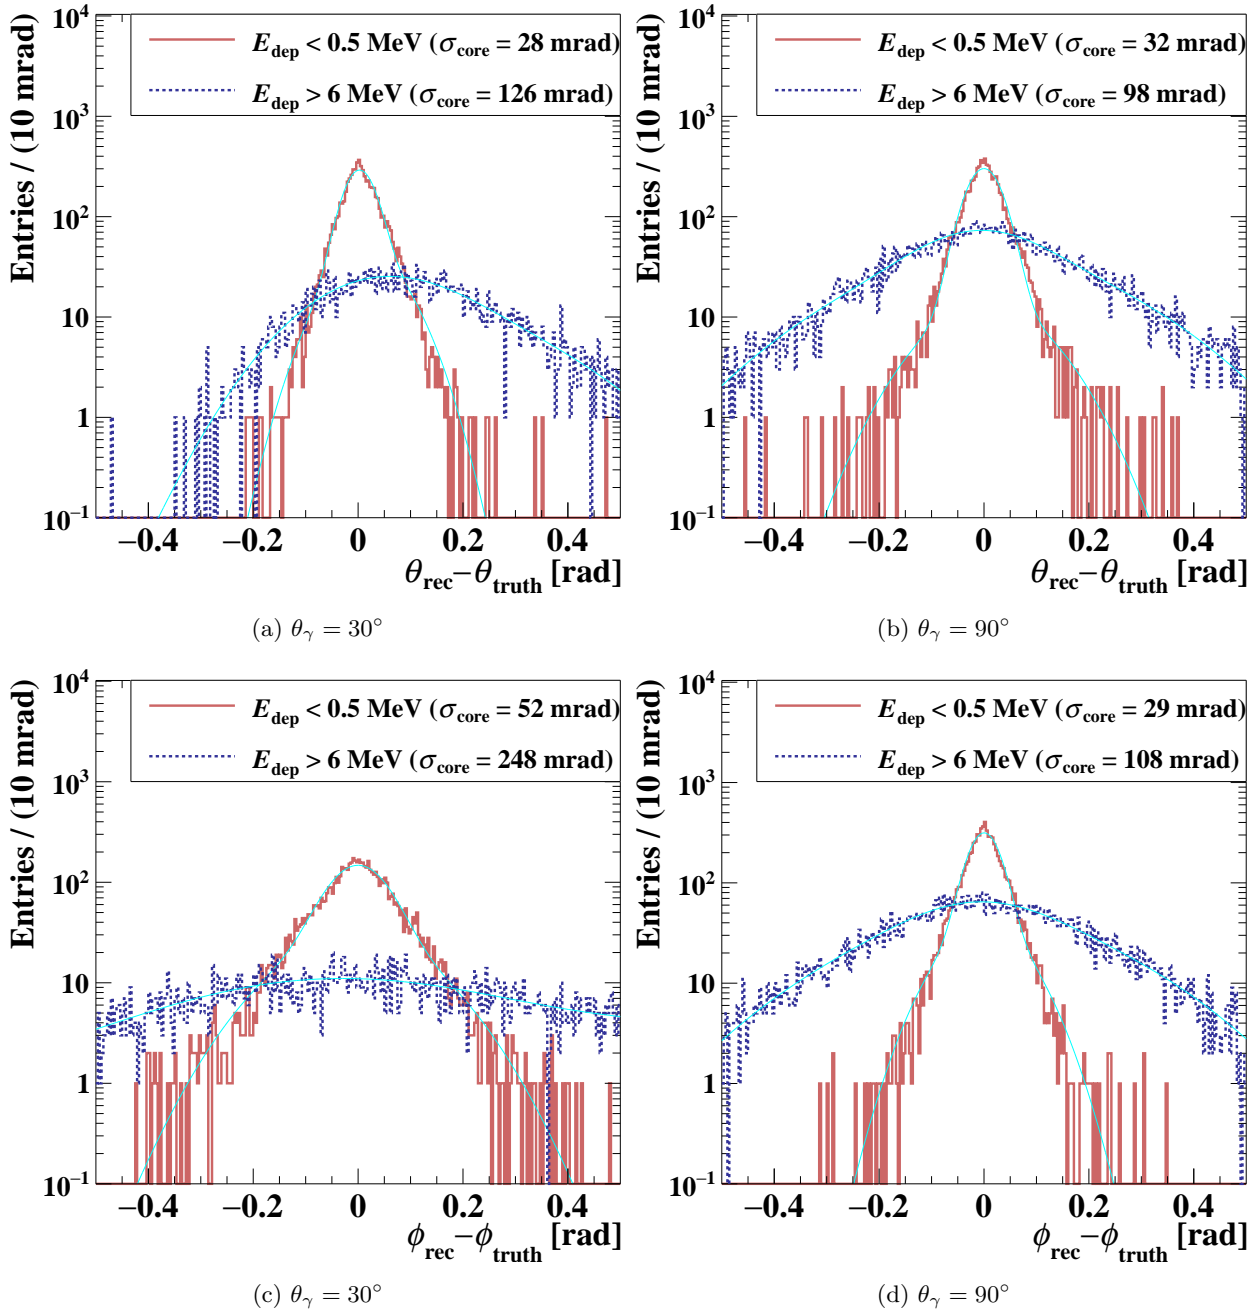 E_dep < 0.5 MeV (σ_core = 28 mrad)
E_dep > 6 MeV (σ_core = 126 mrad)
Entries / (10 mrad)
10^4
10^3
10^2
10
1
10^−1
−0.4 −0.2 0 0.2 0.4
θ_rec−θ_truth [rad]
(a) θ_γ = 30°
E_dep < 0.5 MeV (σ_core = 32 mrad)
E_dep > 6 MeV (σ_core = 98 mrad)
Entries / (10 mrad)
10^4
10^3
10^2
10
1
10^−1
−0.4 −0.2 0 0.2 0.4
θ_rec−θ_truth [rad]
(b) θ_γ = 90°
E_dep < 0.5 MeV (σ_core = 52 mrad)
E_dep > 6 MeV (σ_core = 248 mrad)
Entries / (10 mrad)
10^4
10^3
10^2
10
1
10^−1
−0.4 −0.2 0 0.2 0.4
ϕ_rec−ϕ_truth [rad]
(c) θ_γ = 30°
E_dep < 0.5 MeV (σ_core = 29 mrad)
E_dep > 6 MeV (σ_core = 108 mrad)
Entries / (10 mrad)
10^4
10^3
10^2
10
1
10^−1
−0.4 −0.2 0 0.2 0.4
ϕ_rec−ϕ_truth [rad]
(d) θ_γ = 90°